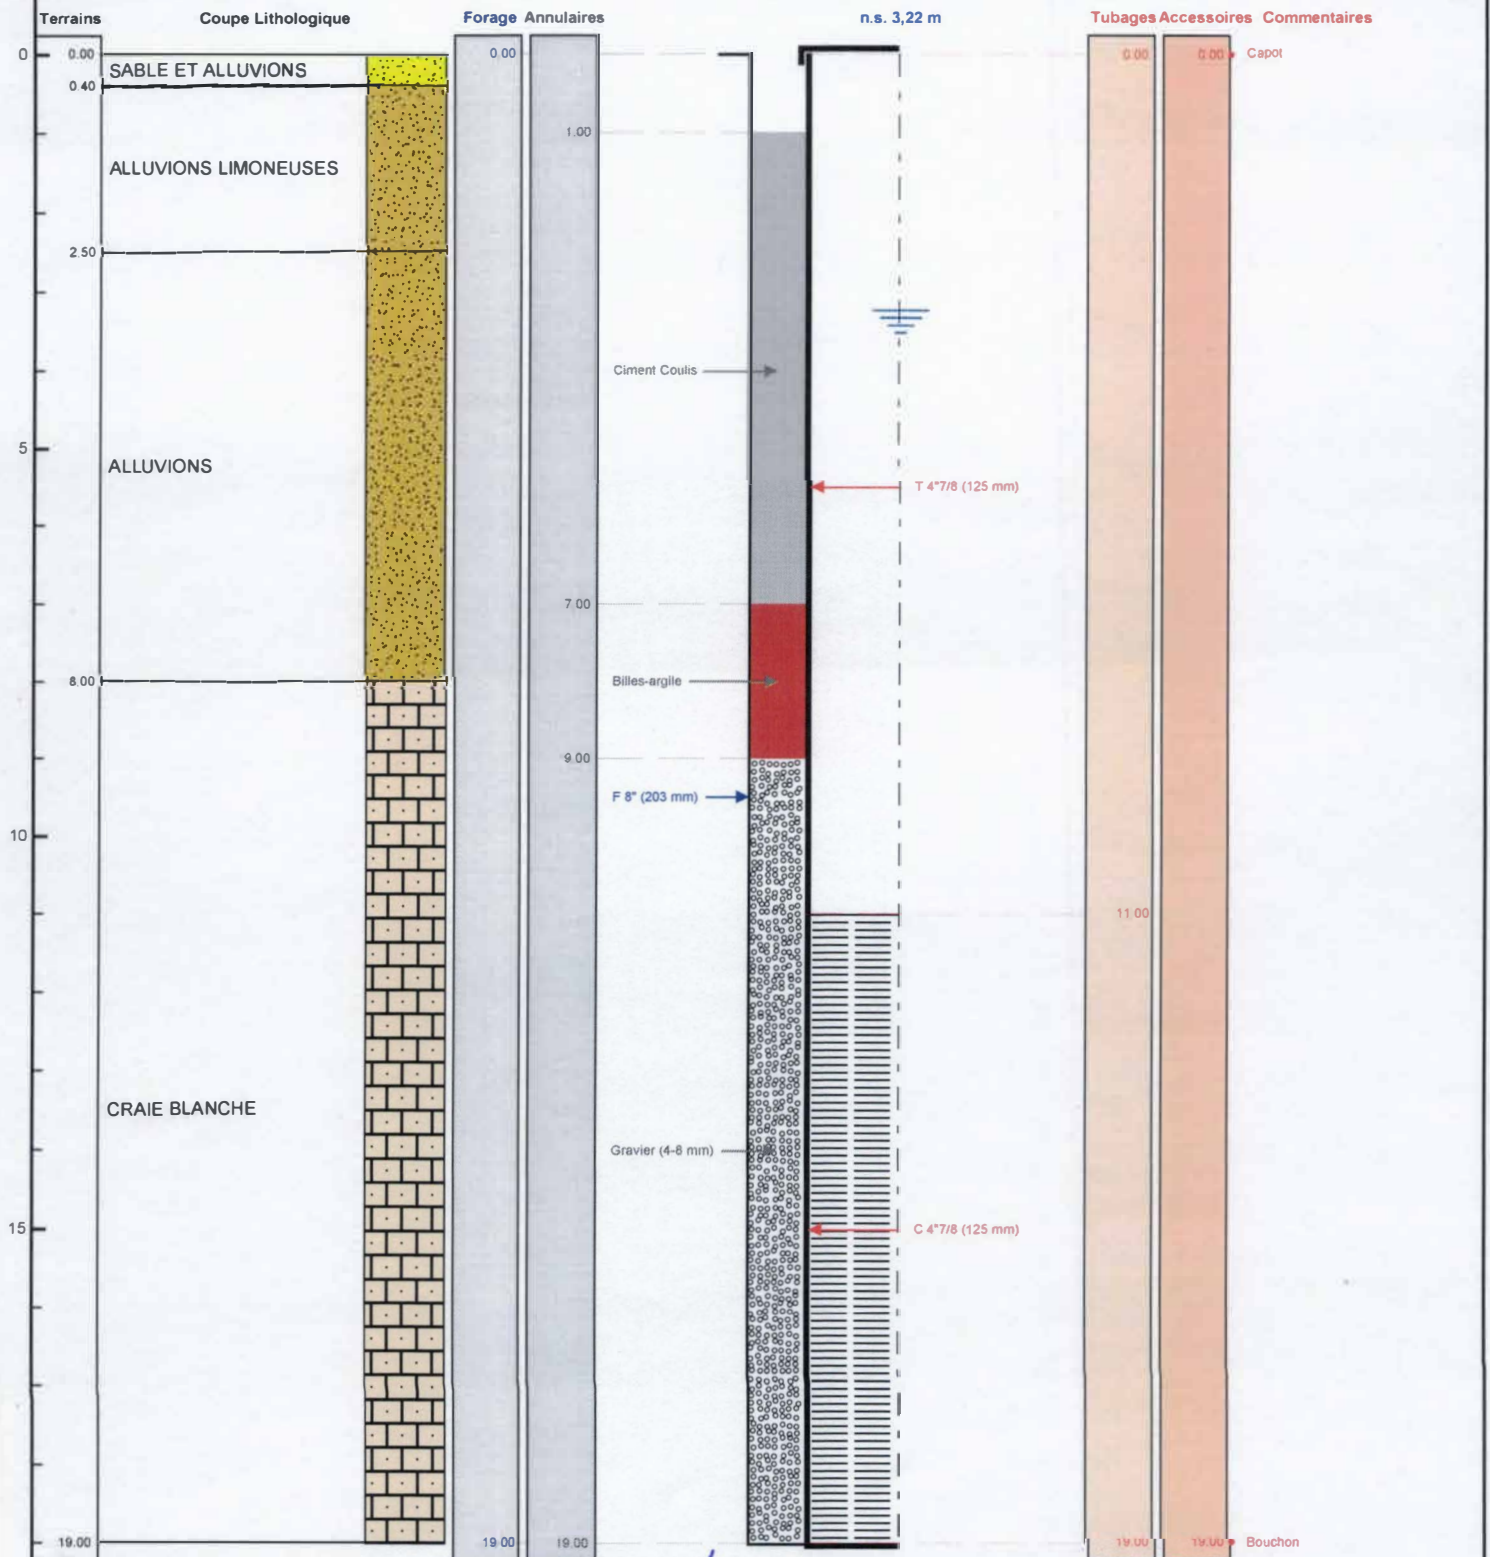 Terrains Coupe Lithologique Forage Annulaires n.s. 3,22 m Tubages Accessoires Commentaires
0 0.00 0.00 0.00 0.00 Capot
SABLE ET ALLUVIONS
0.40
1.00
ALLUVIONS LIMONEUSES
2.50
Ciment Coulis
5
ALLUVIONS
T 4"7/8 (125 mm)
7.00
8.00 Billes-argile
9.00
F 8" (203 mm)
10
11.00
CRAIE BLANCHE
Gravier (4-8 mm)
15 C 4"7/8 (125 mm)
19.00 19.00 19.00 19.00 19.00 Bouchon